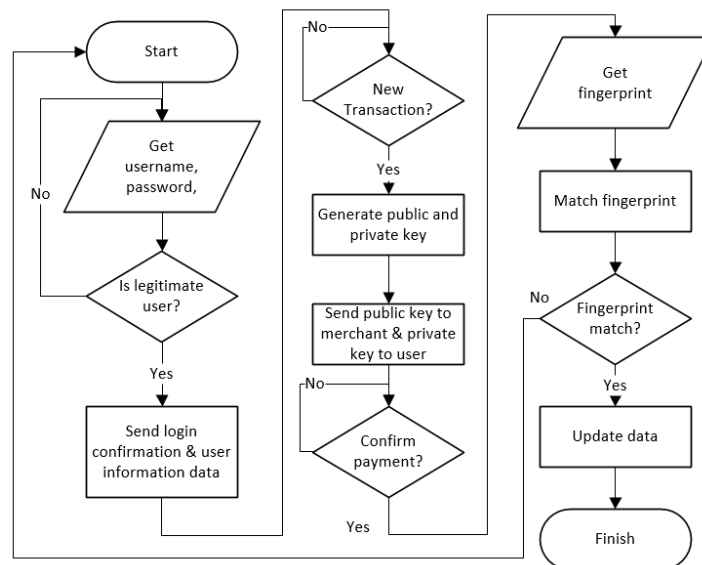 Start
Get
username,
password,
No
Is legitimate
user?
Yes
Send login
confirmation & user
information data
No
New
Transaction?
Yes
Generate public and
private key
Send public key to
merchant & private
key to user
No
Confirm
payment?
Yes
Get
fingerprint
Match fingerprint
No
Fingerprint
match?
Yes
Update data
Finish